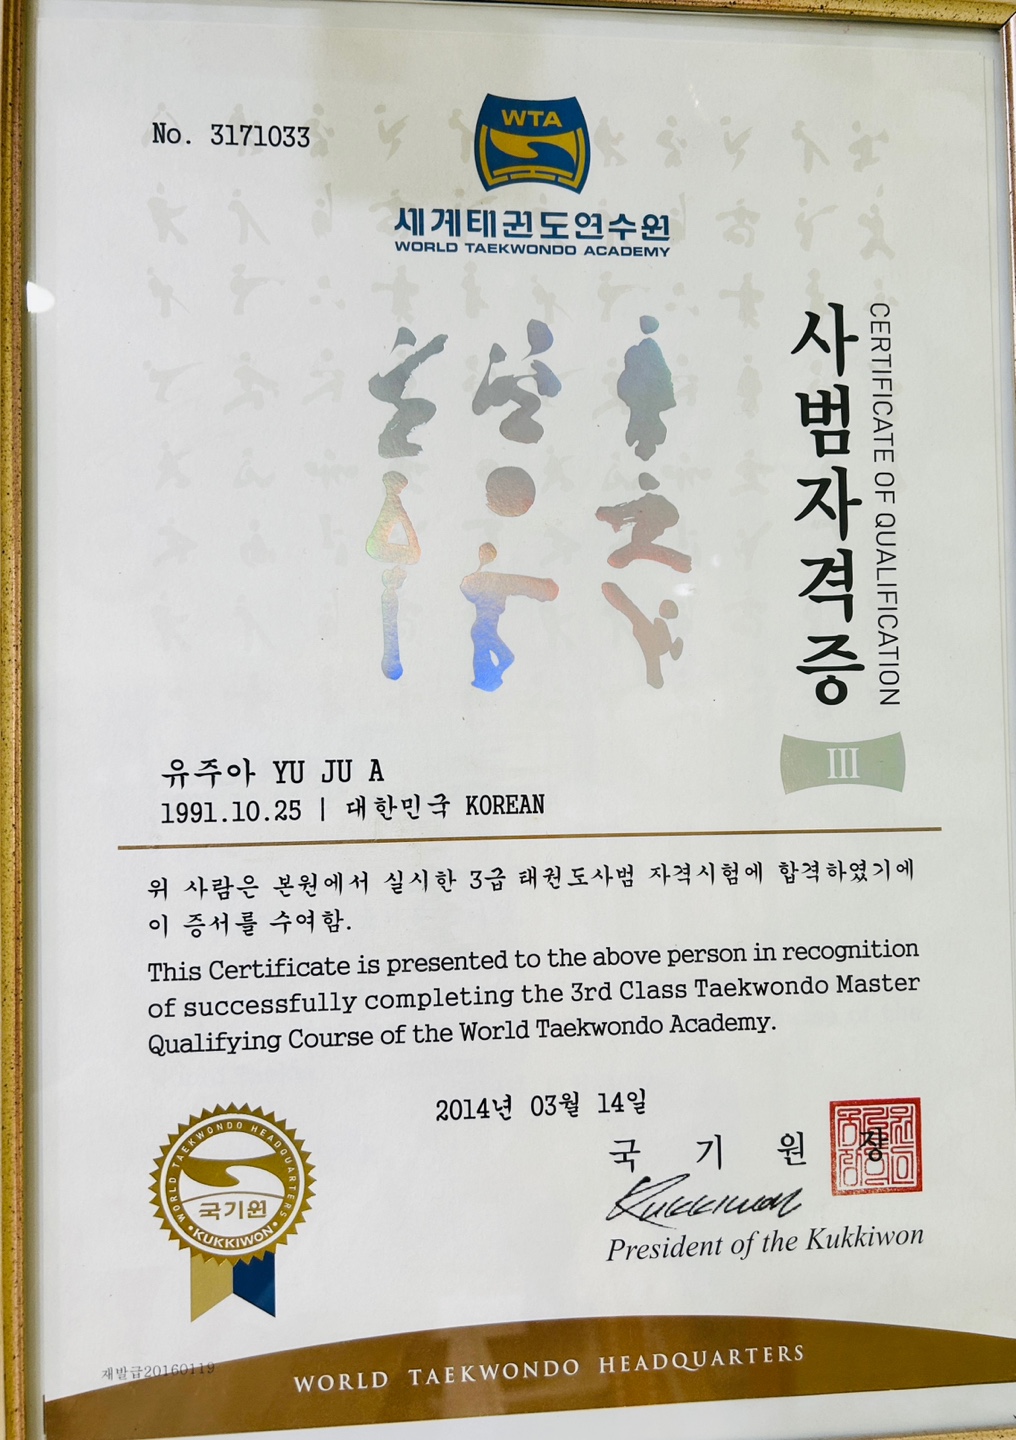 No. 3171033
WTA
세계태권도연수원
WORLD TAEKWONDO ACADEMY
사범자격증
CERTIFICATE OF QUALIFICATION
III
유주아 YU JU A
1991.10.25 | 대한민국 KOREAN
위 사람은 본원에서 실시한 3급 태권도사범 자격시험에 합격하였기에
이 증서를 수여함.
This Certificate is presented to the above person in recognition
of successfully completing the 3rd Class Taekwondo Master
Qualifying Course of the World Taekwondo Academy.
2014년 03월 14일
국 기 원 장
Kukkiwon
President of the Kukkiwon
WORLD TAEKWONDO HEADQUARTERS
국기원
KUKKIWON
재발급20160119
WORLD TAEKWONDO HEADQUARTERS